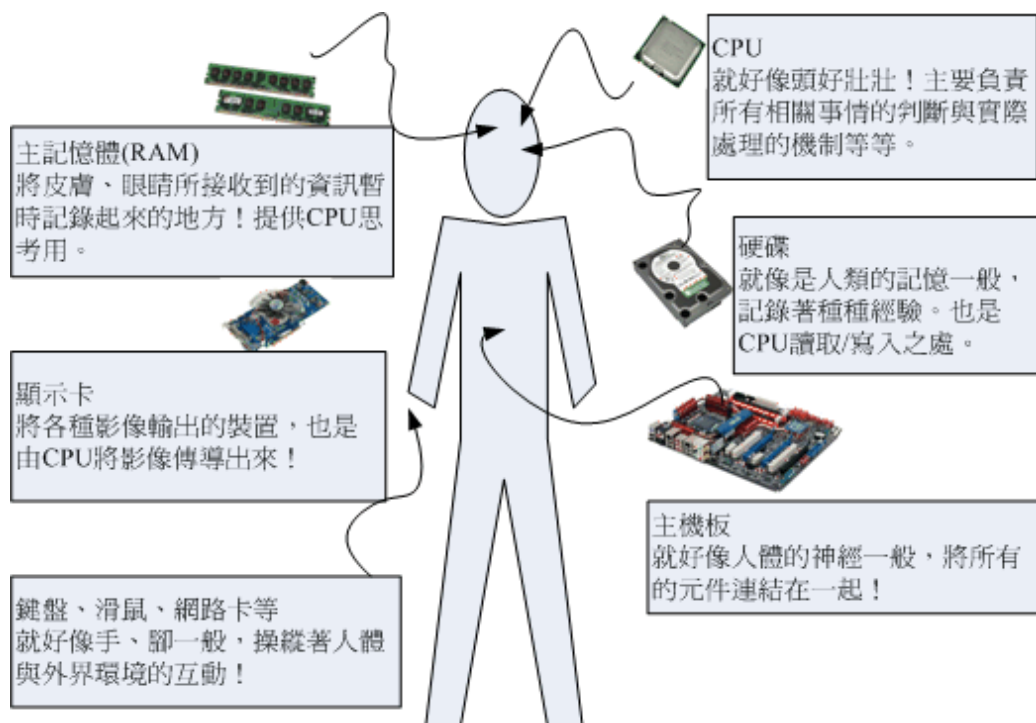 主記憶體(RAM)
將皮膚、眼睛所接收到的資訊暫
時記錄起來的地方！提供CPU思
考用。
顯示卡
將各種影像輸出的裝置，也是
由CPU將影像傳導出來！
鍵盤、滑鼠、網路卡等
就好像手、腳一般，操縱著人體
與外界環境的互動！
CPU
就好像頭好壯壯！主要負責
所有相關事情的判斷與實際
處理的機制等等。
硬碟
就像是人類的記憶一般，
記錄著種種經驗。也是
CPU讀取/寫入之處。
主機板
就好像人體的神經一般，將所有
的元件連結在一起！